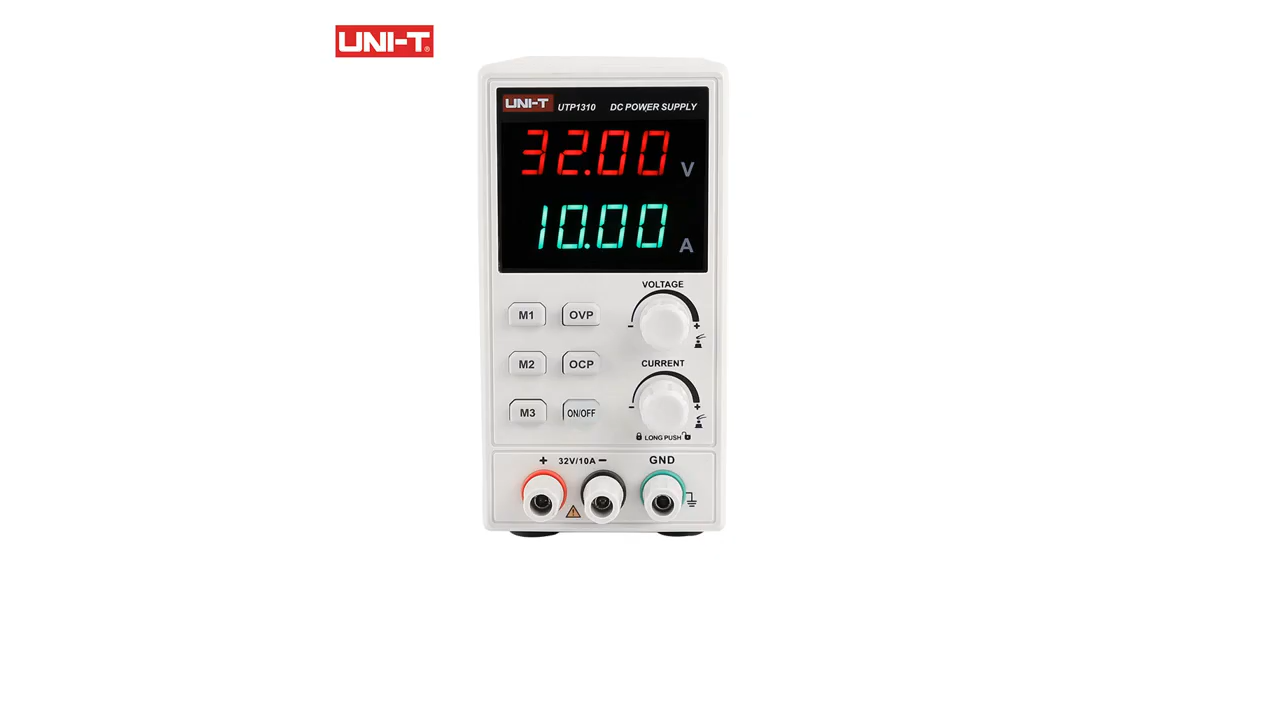 UNI-T®
UNI-T UTP1310 DC POWER SUPPLY
32.00 V
10.00 A
VOLTAGE
M1 OVP - +
M2 OCP
CURRENT
M3 ON/OFF - +
LONG PUSH
+ 32V/10A - GND